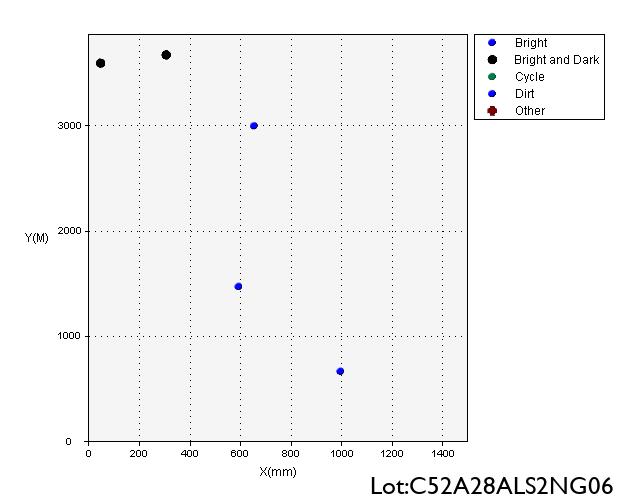 Bright
Bright and Dark
Cycle
Dirt
Other
3000
2000
1000
0
Y(M)
0 200 400 600 800 1000 1200 1400
X(mm)
Lot:C52A28ALS2NG06